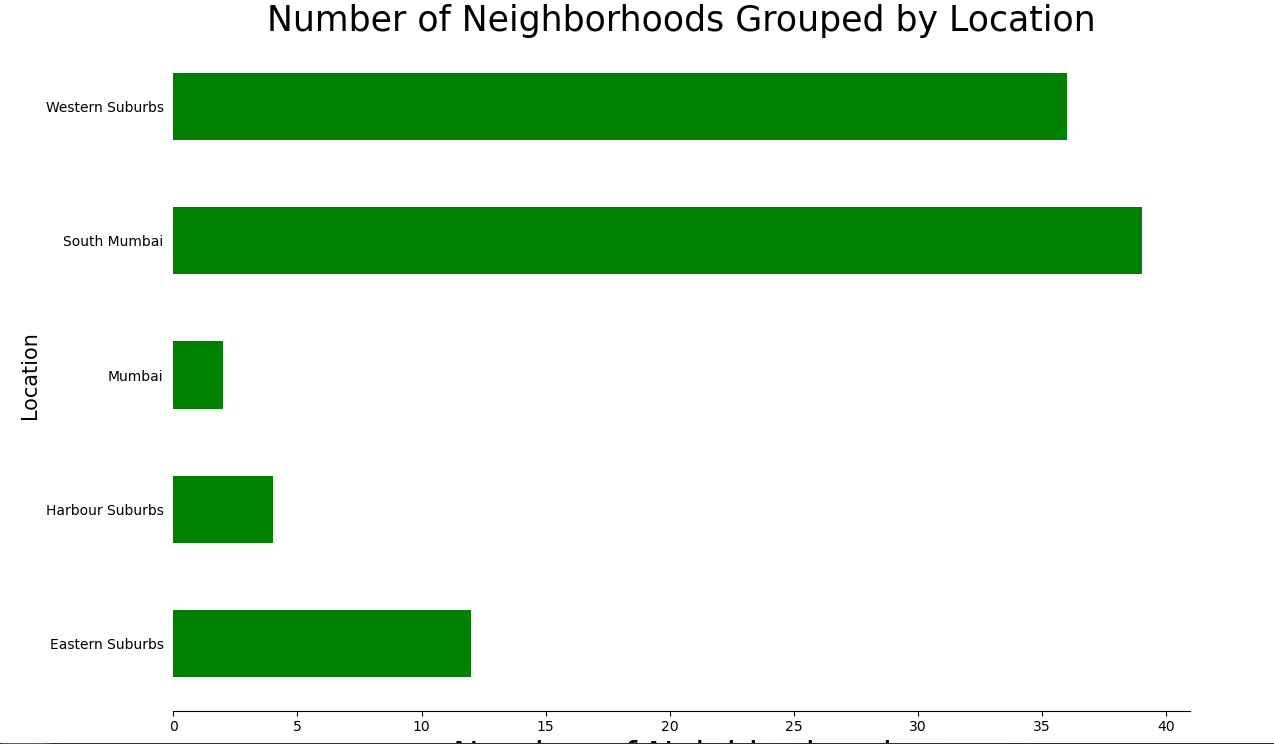 Number of Neighborhoods Grouped by Location
Western Suburbs
South Mumbai
Mumbai
Harbour Suburbs
Eastern Suburbs
Location
0 5 10 15 20 25 30 35 40